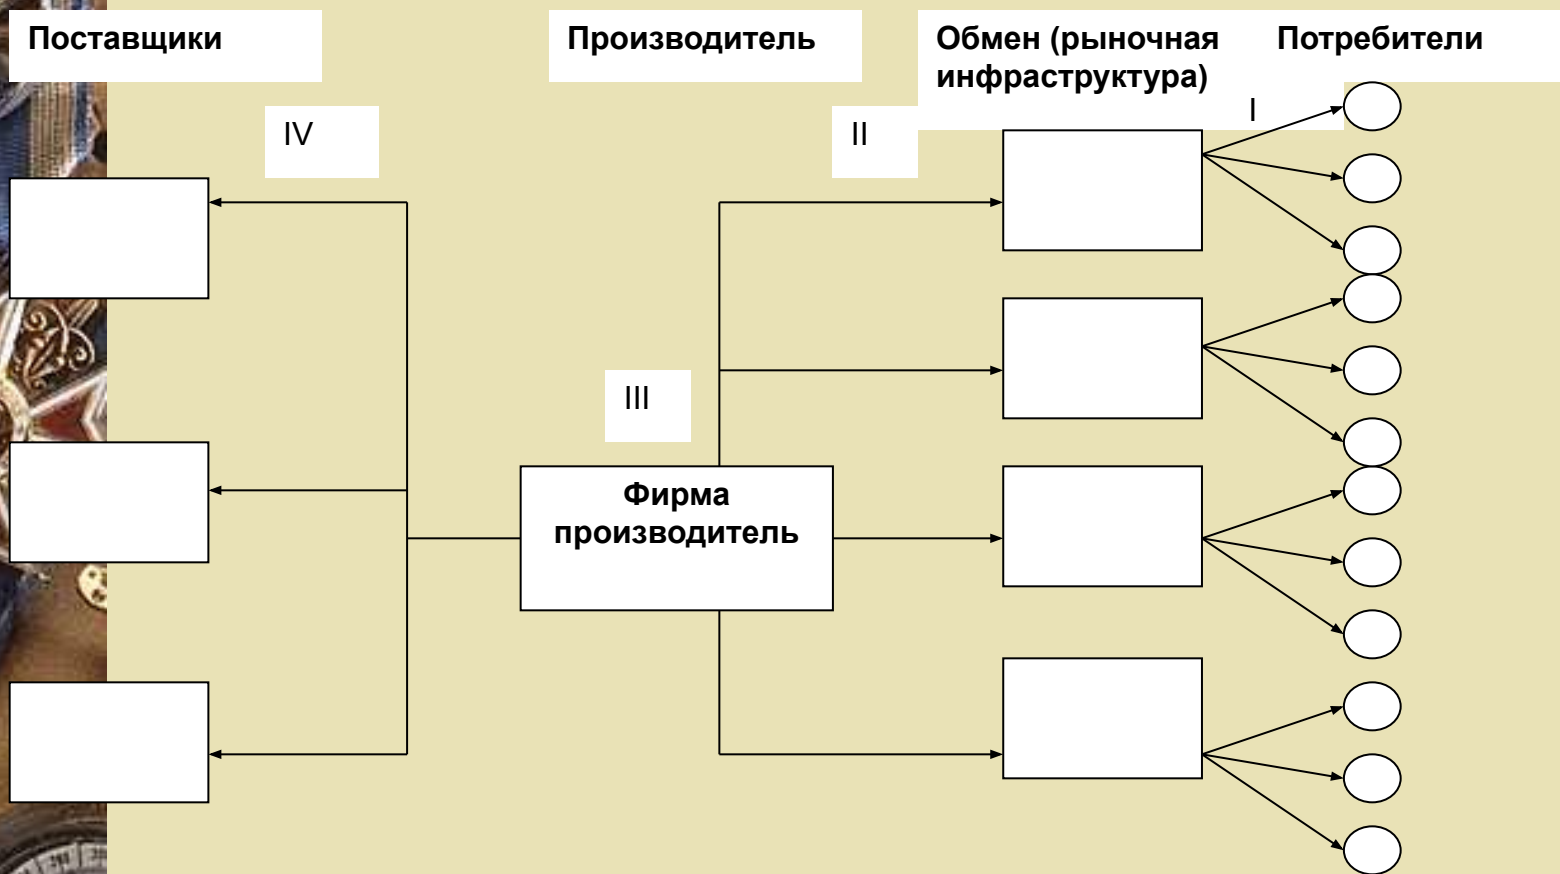 Поставщики
Производитель
Обмен (рыночная
инфраструктура)
Потребители
IV
II
I
III
Фирма
производитель